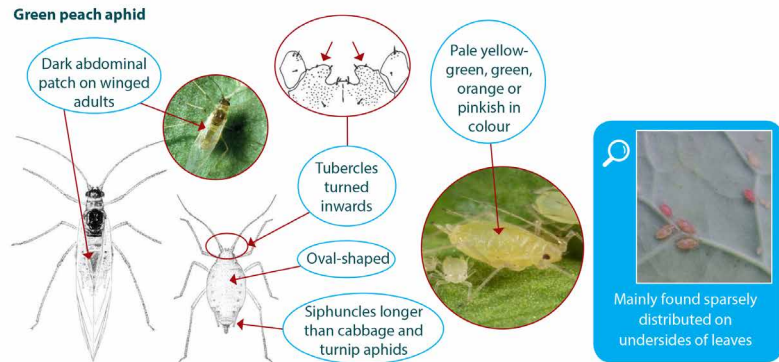 Green peach aphid
Dark abdominal
patch on winged
adults
Tubercles
turned
inwards
Oval-shaped
Siphuncles longer
than cabbage and
turnip aphids
Pale yellow-
green, green,
orange or
pinkish in
colour
Mainly found sparsely
distributed on
undersides of leaves